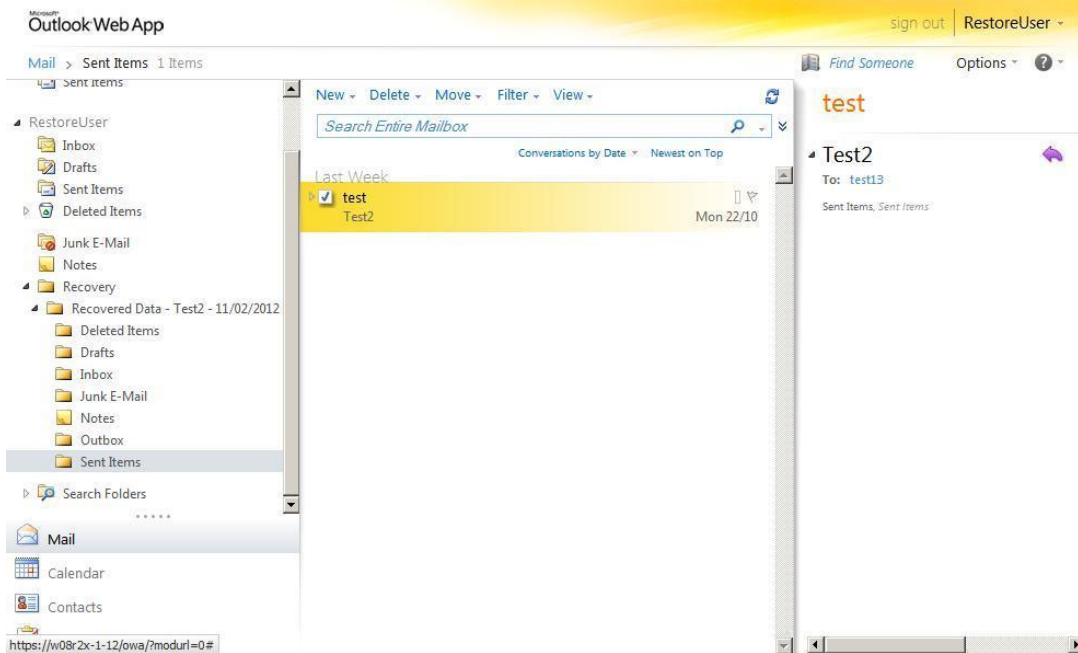 Microsoft®
Outlook Web App
sign out
RestoreUser
Mail > Sent Items 1 Items
Find Someone
Options
?
Sent Items
RestoreUser
Inbox
Drafts
Sent Items
Deleted Items
Junk E-Mail
Notes
Recovery
Recovered Data - Test2 - 11/02/2012
Deleted Items
Drafts
Inbox
Junk E-Mail
Notes
Outbox
Sent Items
Search Folders
Mail
Calendar
Contacts
https://w08r2x-1-12/owa/?modurl=0#
New Delete Move Filter View
Search Entire Mailbox
Conversations by Date Newest on Top
Last Week
test
Test2 Mon 22/10
test
Test2
To: test13
Sent Items, Sent Items